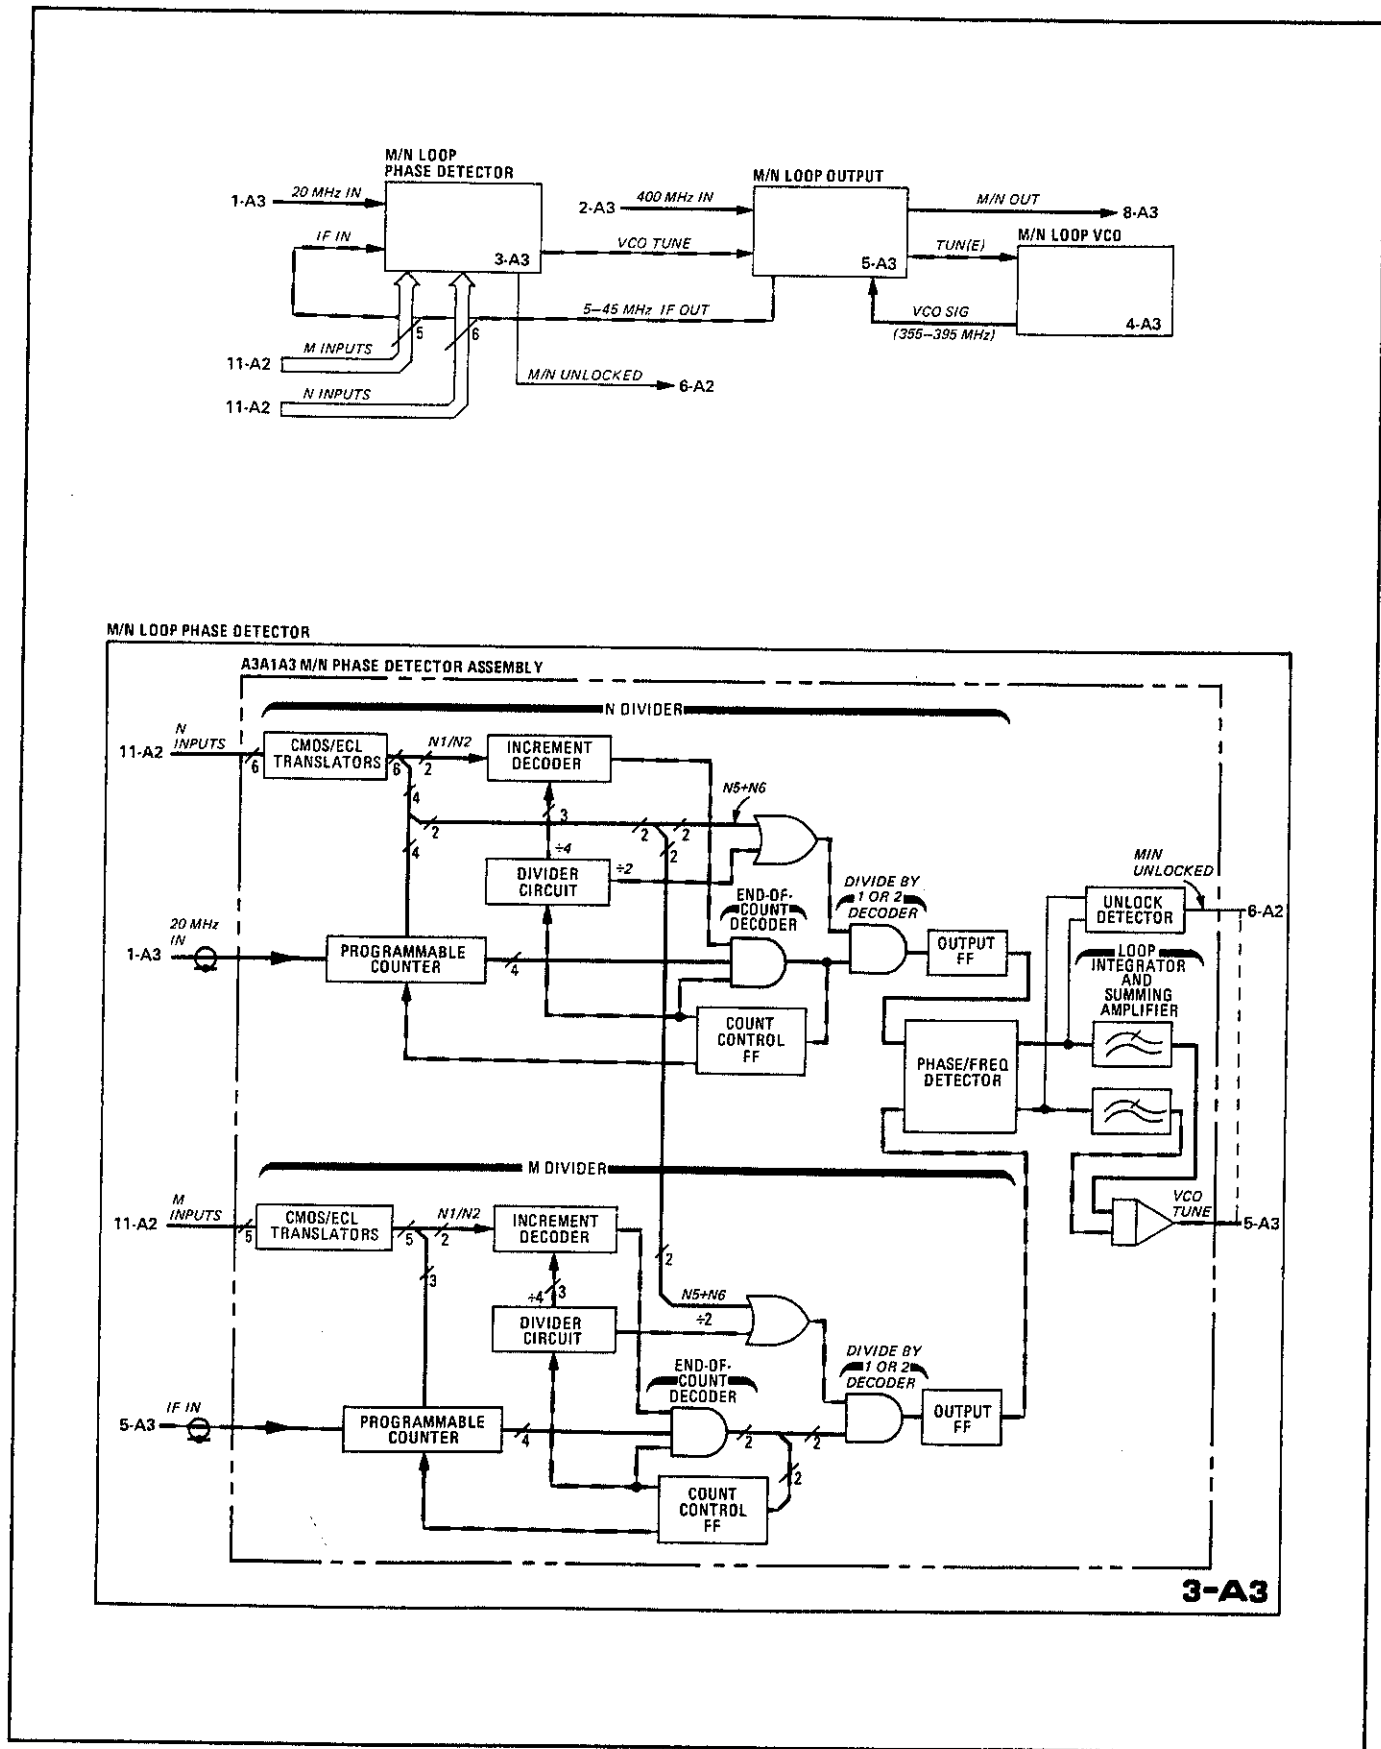 M/N LOOP
PHASE DETECTOR
M/N LOOP OUTPUT
1-A3
20 MHz IN
2-A3
400 MHz IN
M/N OUT
8-A3
M/N LOOP VCO
IF IN
VCO TUNE
TUN(E)
3-A3
5-A3
5–45 MHz IF OUT
VCO SIG
(355–395 MHz)
4-A3
5
6
M INPUTS
11-A2
M/N UNLOCKED
6-A2
N INPUTS
11-A2
M/N LOOP PHASE DETECTOR
A3A1A3 M/N PHASE DETECTOR ASSEMBLY
N DIVIDER
N
INPUTS
11-A2
6
CMOS/ECL
TRANSLATORS
6
2
N1/N2
INCREMENT
DECODER
4
3
2
2
2
N5+N6
4
2
÷4
÷2
DIVIDER
CIRCUIT
END-OF-
COUNT
DECODER
DIVIDE BY
1 OR 2
DECODER
MIN
UNLOCKED
UNLOCK
DETECTOR
6-A2
20 MHz
IN
1-A3
PROGRAMMABLE
COUNTER
4
OUTPUT
FF
LOOP
INTEGRATOR
AND
SUMMING
AMPLIFIER
COUNT
CONTROL
FF
PHASE/FREQ
DETECTOR
M DIVIDER
M
INPUTS
11-A2
5
CMOS/ECL
TRANSLATORS
5
2
N1/N2
INCREMENT
DECODER
VCO
TUNE
5-A3
3
2
÷4
3
N5+N6
÷2
DIVIDER
CIRCUIT
END-OF-
COUNT
DECODER
DIVIDE BY
1 OR 2
DECODER
IF IN
5-A3
PROGRAMMABLE
COUNTER
4
2
2
OUTPUT
FF
2
COUNT
CONTROL
FF
3-A3